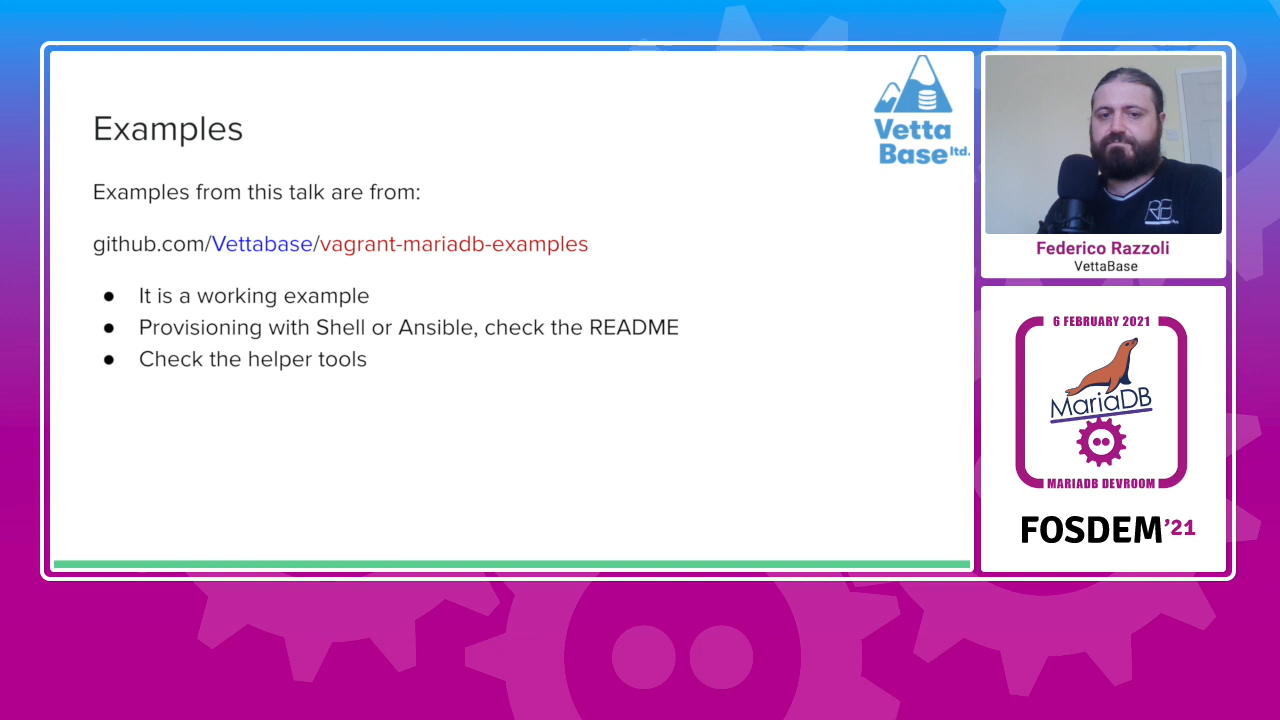 Examples
Examples from this talk are from:
github.com/Vettabase/vagrant-mariadb-examples
● It is a working example
● Provisioning with Shell or Ansible, check the README
● Check the helper tools
Vetta
Base ltd.
Federico Razzoli
VettaBase
6 FEBRUARY 2021
MariaDB
MARIADB DEVROOM
FOSDEM'21